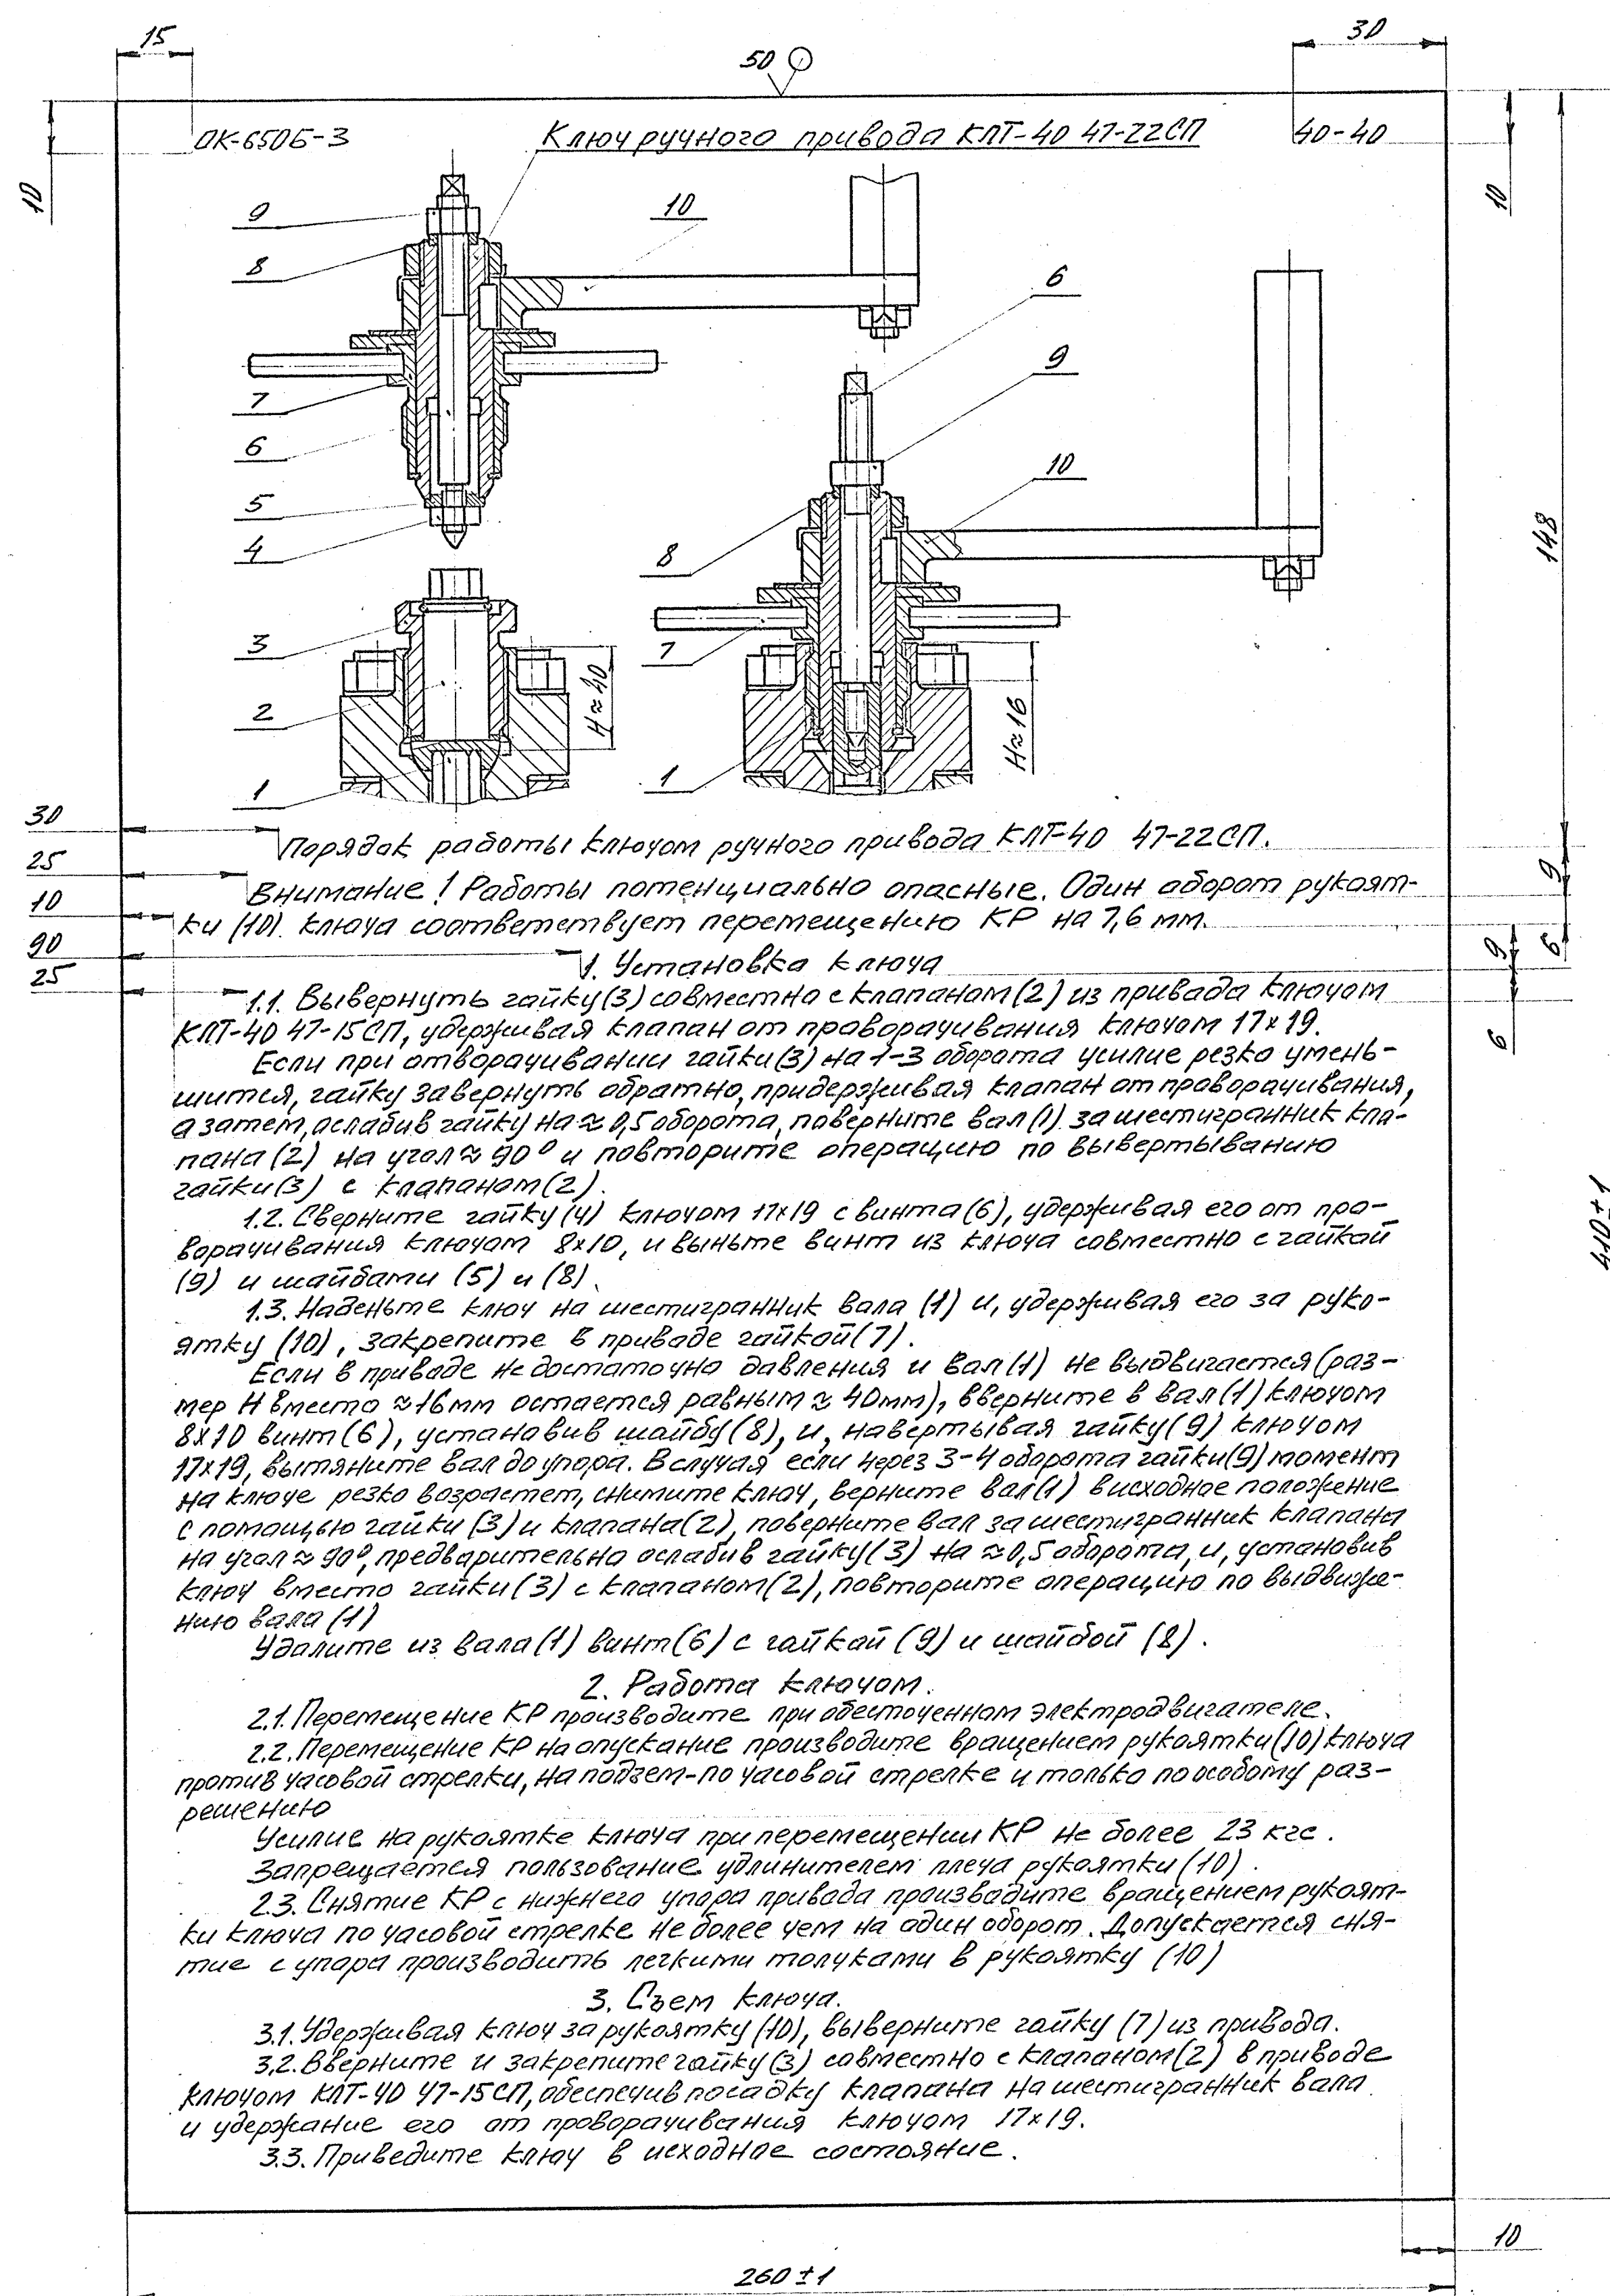 15
30
50
ОК-650Б-3
Ключ ручного привода КЛТ-40 47-22СП
40-40
10
10
9
8
10
6
9
7
6
5
4
10
8
3
7
2
1
1
H≈40
H≈16
148
30
25
10
90
25
9
9
6
6
410±1
Порядок работы ключом ручного привода КЛТ-40 47-22СП.
Внимание! Работы потенциально опасные. Один оборот рукоят-
ки (10) ключа соответствует перемещению КР на 7,6 мм.
1. Установка ключа
1.1. Вывернуть гайку (3) совместно с клапаном (2) из привода ключом
КЛТ-40 47-15СП, удерживая клапан от проворачивания ключом 17×19.
Если при отворачивании гайки (3) на 1-3 оборота усилие резко умень-
шится, гайку завернуть обратно, придерживая клапан от проворачивания,
а затем, ослабив гайку на ≈ 0,5 оборота, поверните вал (1) за шестигранник кла-
пана (2) на угол ≈ 90° и повторите операцию по вывертыванию
гайки (3) с клапаном (2).
1.2. Сверните гайку (4) ключом 17×19 с винта (6), удерживая его от про-
ворачивания ключом 8×10, и выньте винт из ключа совместно с гайкой
(9) и шайбами (5) и (8).
1.3. Наденьте ключ на шестигранник вала (1) и, удерживая его за руко-
ятку (10), закрепите в приводе гайкой (7).
Если в приводе недостаточно давления и вал (1) не выдвигается (раз-
мер H вместо ≈16мм остается равным ≈ 40мм), вверните в вал (1) ключом
8×10 винт (6), установив шайбу (8), и, навертывая гайку (9) ключом
17×19, вытяните вал до упора. В случая если через 3-4 оборота гайки (9) момент
на ключе резко возрастет, снимите ключ, верните вал (1) в исходное положение
с помощью гайки (3) и клапана (2), поверните вал за шестигранник клапана
на угол ≈ 90°, предварительно ослабив гайку (3) на ≈ 0,5 оборота, и, установив
ключ вместо гайки (3) с клапаном (2), повторите операцию по выдвиже-
нию вала (1)
Удалите из вала (1) винт (6) с гайкой (9) и шайбой (8).
2. Работа ключом.
2.1. Перемещение КР производите при обесточенном электродвигателе.
2.2. Перемещение КР на опускание производите вращением рукоятки (10) ключа
против часовой стрелки, на подъем-по часовой стрелке и только по особому раз-
решению
Усилие на рукоятке ключа при перемещении КР не более 23 кгс.
Запрещается пользование удлинителем плеча рукоятки (10).
2.3. Снятие КР с нижнего упора привода производите вращением рукоят-
ки ключа по часовой стрелке не более чем на один оборот. Допускается сня-
тие с упора производить легкими толчками в рукоятку (10)
3. Съем ключа.
3.1. Удерживая ключ за рукоятку (10), выверните гайку (7) из привода.
3.2. Вверните и закрепите гайку (3) совместно с клапаном (2) в приводе
ключом КЛТ-40 47-15СП, обеспечив посадку клапана на шестигранник вала
и удержание его от проворачивания ключом 17×19.
3.3. Приведите ключ в исходное состояние.
10
260±1